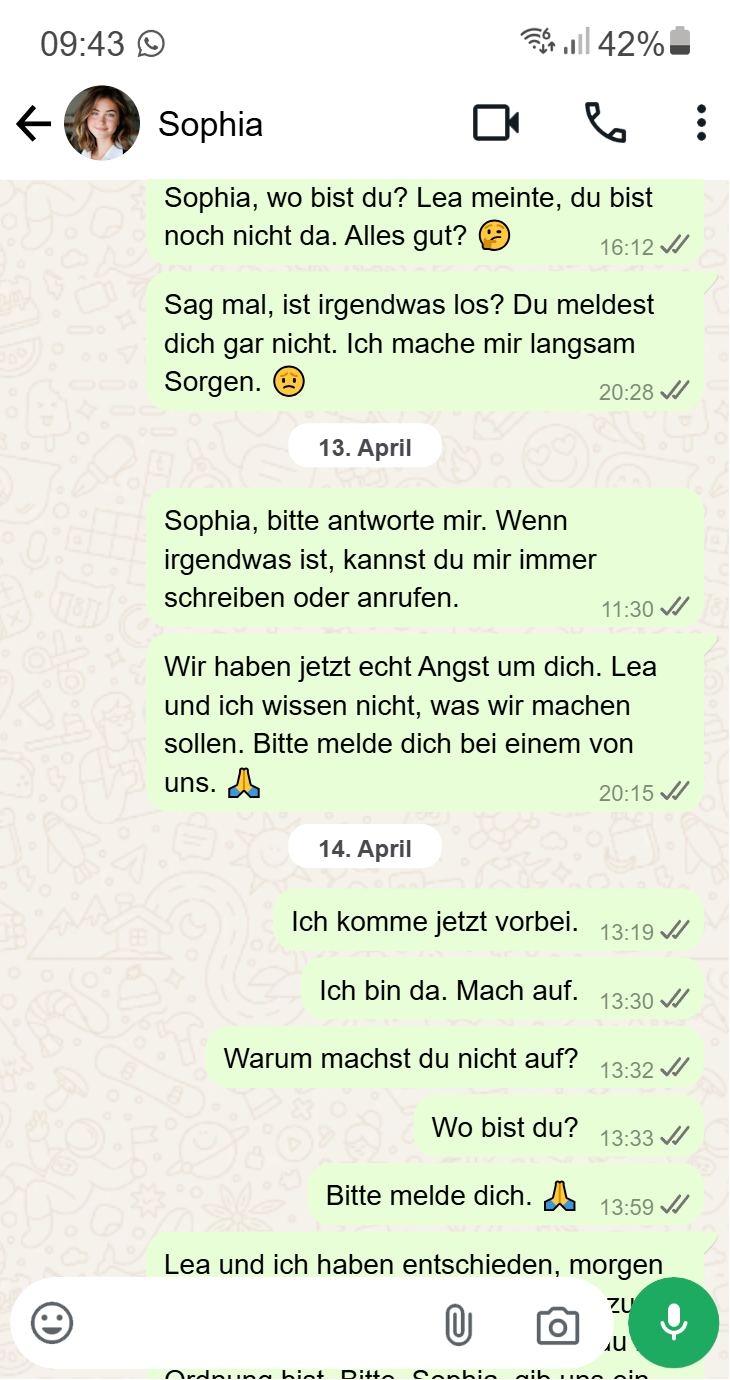 09:43 42%
Sophia
Sophia, wo bist du? Lea meinte, du bist
noch nicht da. Alles gut? 🤔 16:12
Sag mal, ist irgendwas los? Du meldest
dich gar nicht. Ich mache mir langsam
Sorgen. 😟 20:28
13. April
Sophia, bitte antworte mir. Wenn
irgendwas ist, kannst du mir immer
schreiben oder anrufen. 11:30
Wir haben jetzt echt Angst um dich. Lea
und ich wissen nicht, was wir machen
sollen. Bitte melde dich bei einem von
uns. 🙏 20:15
14. April
Ich komme jetzt vorbei. 13:19
Ich bin da. Mach auf. 13:30
Warum machst du nicht auf? 13:32
Wo bist du? 13:33
Bitte melde dich. 🙏 13:59
Lea und ich haben entschieden, morgen
zu
Ordnung bist. Bitte, Sophia, gib uns ein